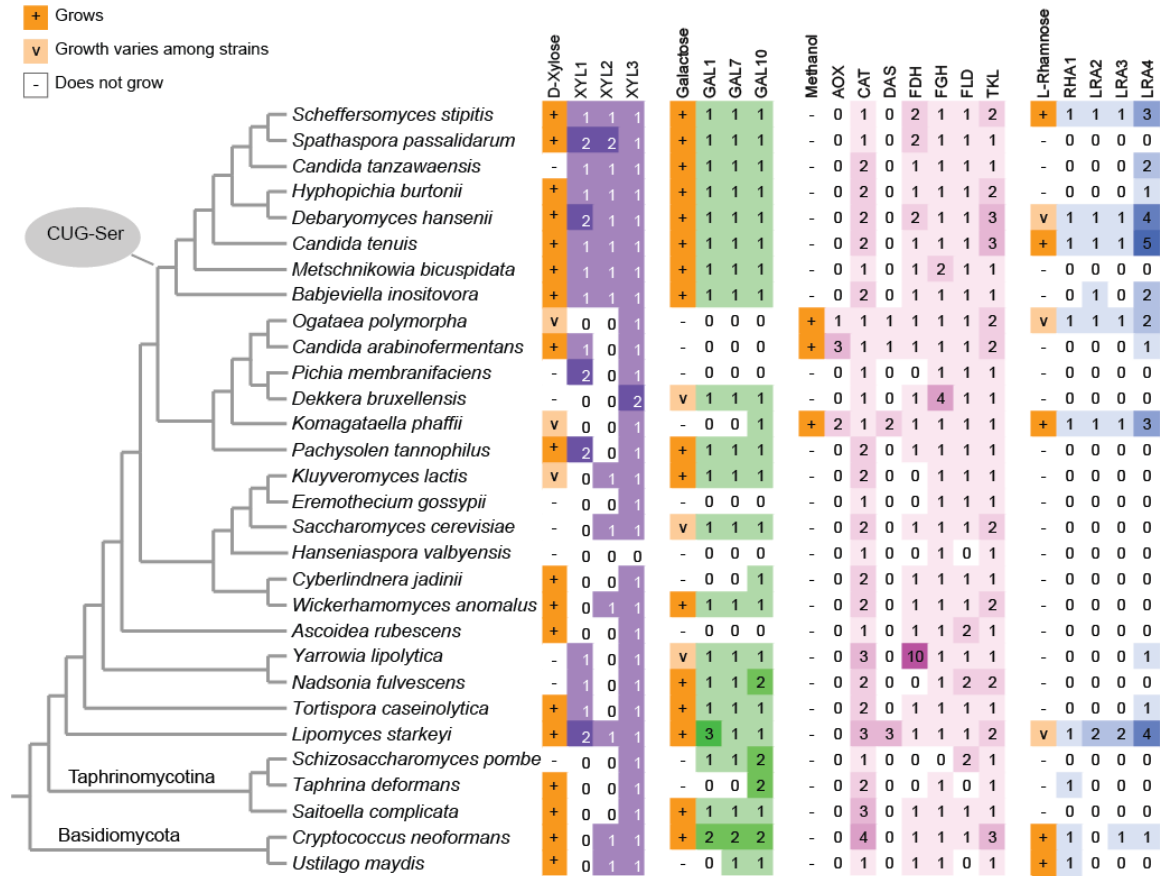 + Grows
v Growth varies among strains
- Does not grow
D-Xylose XYL1 XYL2 XYL3 Galactose GAL1 GAL7 GAL10 Methanol AOX CAT DAS FDH FGH FLD TKL L-Rhamnose RHA1 LRA2 LRA3 LRA4
Scheffersomyces stipitis + 1 1 1 + 1 1 1 - 0 1 0 2 1 1 2 + 1 1 1 3
Spathaspora passalidarum + 2 2 1 + 1 1 1 - 0 1 0 2 1 1 1 - 0 0 0 0
Candida tanzawaensis - 1 1 1 + 1 1 1 - 0 2 0 1 1 1 1 - 0 0 0 2
Hyphopichia burtonii + 1 1 1 + 1 1 1 - 0 2 0 1 1 1 2 - 0 0 0 1
Debaryomyces hansenii + 2 1 1 + 1 1 1 - 0 2 0 2 1 1 3 v 1 1 1 4
CUG-Ser
Candida tenuis + 1 1 1 + 1 1 1 - 0 2 0 1 1 1 3 + 1 1 1 5
Metschnikowia bicuspidata + 1 1 1 + 1 1 1 - 0 1 0 1 2 1 1 - 0 0 0 0
Babjeviella inositovora + 1 1 1 + 1 1 1 - 0 2 0 1 1 1 1 - 0 1 0 2
Ogataea polymorpha v 0 0 1 - 0 0 0 + 1 1 1 1 1 1 2 v 1 1 1 2
Candida arabinofermentans + 1 0 1 - 0 0 0 + 3 1 1 1 1 1 2 - 0 0 0 1
Pichia membranifaciens - 2 0 1 - 0 0 0 - 0 1 0 0 1 1 1 - 0 0 0 0
Dekkera bruxellensis - 0 0 2 v 1 1 1 - 0 1 0 1 4 1 1 - 0 0 0 0
Komagataella phaffii v 0 0 1 - 0 0 1 + 2 1 2 1 1 1 1 + 1 1 1 3
Pachysolen tannophilus + 2 0 1 + 1 1 1 - 0 2 0 1 1 1 1 - 0 0 0 0
Kluyveromyces lactis v 0 1 1 + 1 1 1 - 0 2 0 0 1 1 1 - 0 0 0 0
Eremothecium gossypii - 0 0 1 - 0 0 0 - 0 1 0 0 1 1 1 - 0 0 0 0
Saccharomyces cerevisiae - 0 1 1 v 1 1 1 - 0 2 0 1 1 1 2 - 0 0 0 0
Hanseniaspora valbyensis - 0 0 0 - 0 0 0 - 0 1 0 0 1 0 1 - 0 0 0 0
Cyberlindnera jadinii + 0 0 1 - 0 0 1 - 0 2 0 1 1 1 1 - 0 0 0 0
Wickerhamomyces anomalus + 0 1 1 + 1 1 1 - 0 2 0 1 1 1 2 - 0 0 0 0
Ascoidea rubescens + 0 0 1 - 0 0 0 - 0 1 0 1 1 2 1 - 0 0 0 0
Yarrowia lipolytica - 1 0 1 v 1 1 1 - 0 3 0 10 1 1 1 - 0 0 0 1
Nadsonia fulvescens - 1 0 1 + 1 1 2 - 0 2 0 0 1 2 2 - 0 0 0 0
Tortispora caseinolytica + 1 0 1 + 1 1 1 - 0 2 0 1 1 1 1 - 0 0 0 1
Lipomyces starkeyi + 2 1 1 + 3 1 1 - 0 3 3 1 1 1 2 v 1 2 2 4
Schizosaccharomyces pombe - 0 0 1 - 1 1 2 - 0 1 0 0 0 2 1 - 0 0 0 0
Taphrinomycotina
Taphrina deformans + 0 0 1 - 0 0 2 - 0 2 0 0 1 0 1 - 1 0 0 0
Saitoella complicata + 0 0 1 + 1 1 1 - 0 3 0 1 1 1 1 - 0 0 0 0
Basidiomycota
Cryptococcus neoformans + 0 1 1 + 2 2 2 - 0 4 0 1 1 1 3 + 1 0 1 1
Ustilago maydis + 0 1 1 - 0 1 1 - 0 1 0 1 1 0 1 + 1 0 0 0